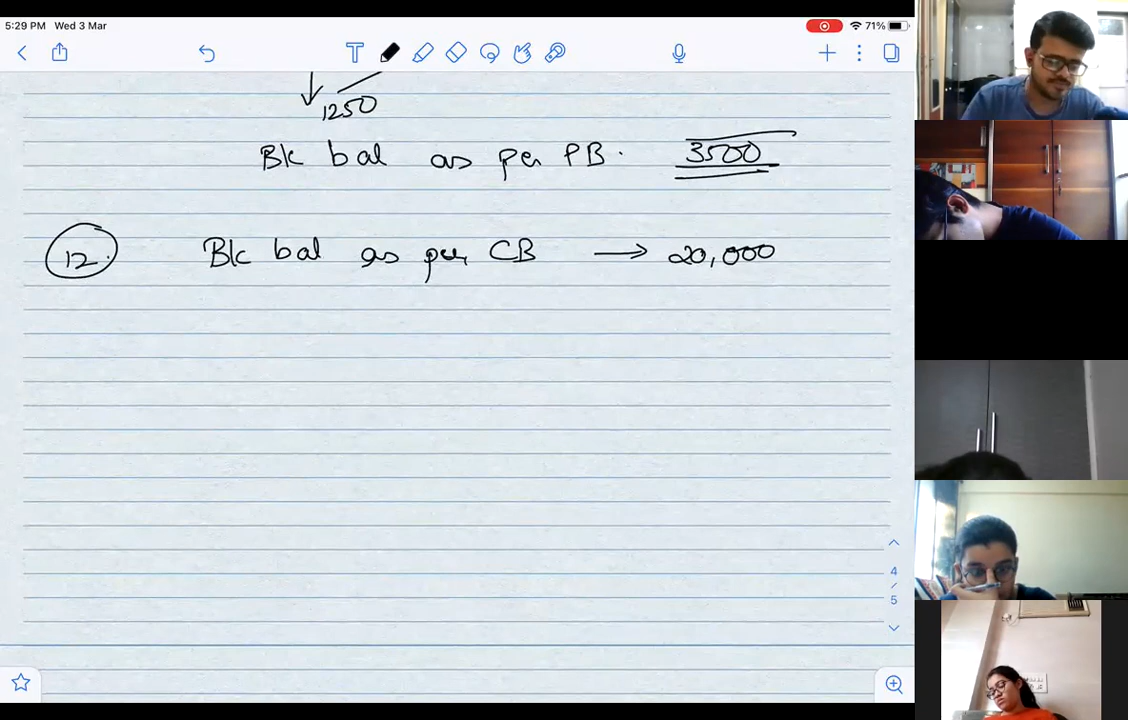 5:29 PM Wed 3 Mar
71%
T
1250
Bk bal as per PB. 3500
12. Bk bal as per CB → 20,000
4
/
5